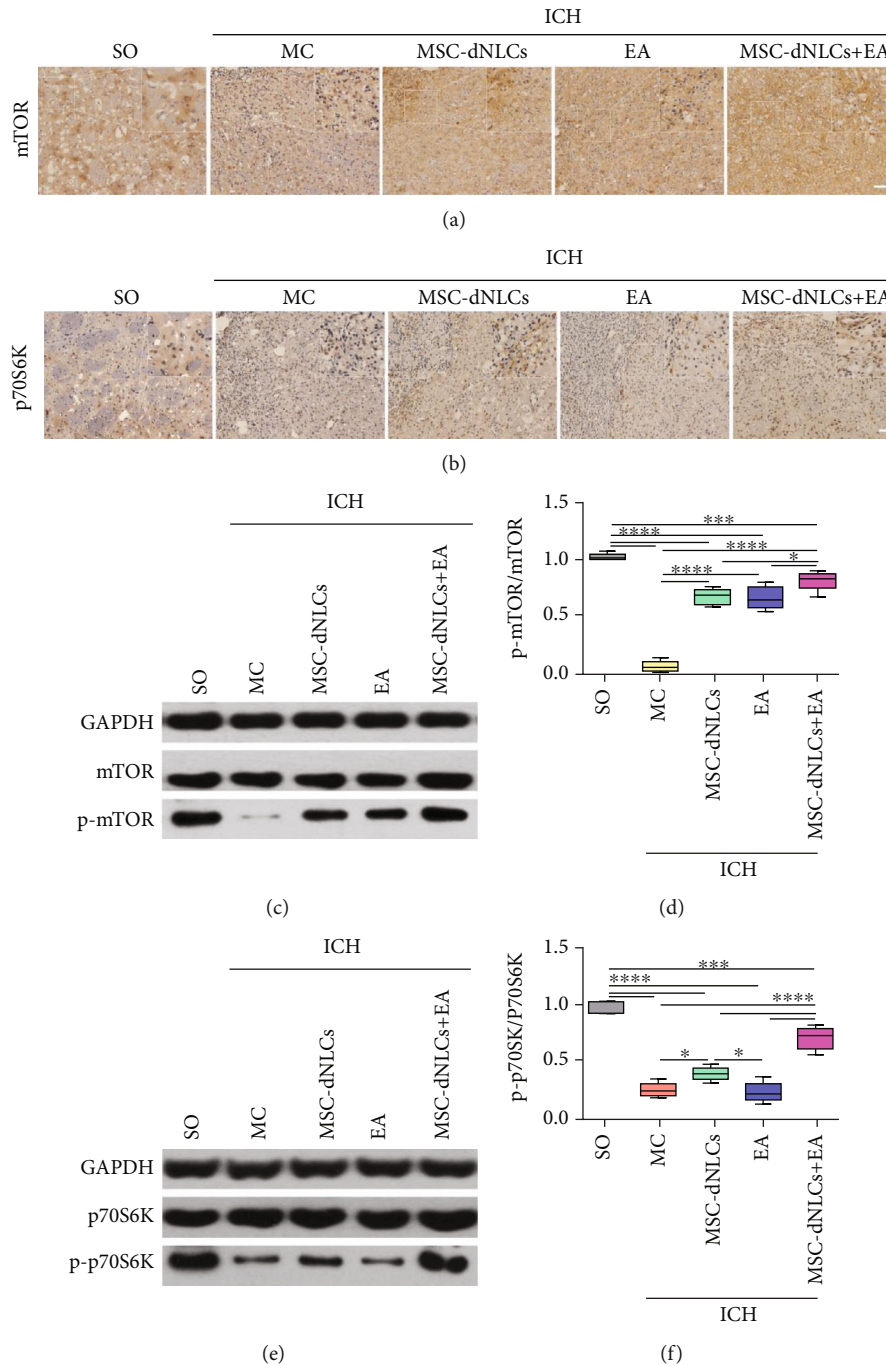 ICH
SO MC MSC-dNLCs EA MSC-dNLCs+EA
mTOR
(a)
ICH
SO MC MSC-dNLCs EA MSC-dNLCs+EA
p70S6K
(b)
ICH
SO MC MSC-dNLCs EA MSC-dNLCs+EA
GAPDH
mTOR
p-mTOR
(c)
p-mTOR/mTOR
1.5
1.0
0.5
0.0
***
****
****
*
****
SO MC MSC-dNLCs EA MSC-dNLCs+EA
ICH
(d)
ICH
SO MC MSC-dNLCs EA MSC-dNLCs+EA
GAPDH
p70S6K
p-p70S6K
(e)
p-p70SK/P70S6K
1.5
1.0
0.5
0.0
***
****
****
* *
SO MC MSC-dNLCs EA MSC-dNLCs+EA
ICH
(f)